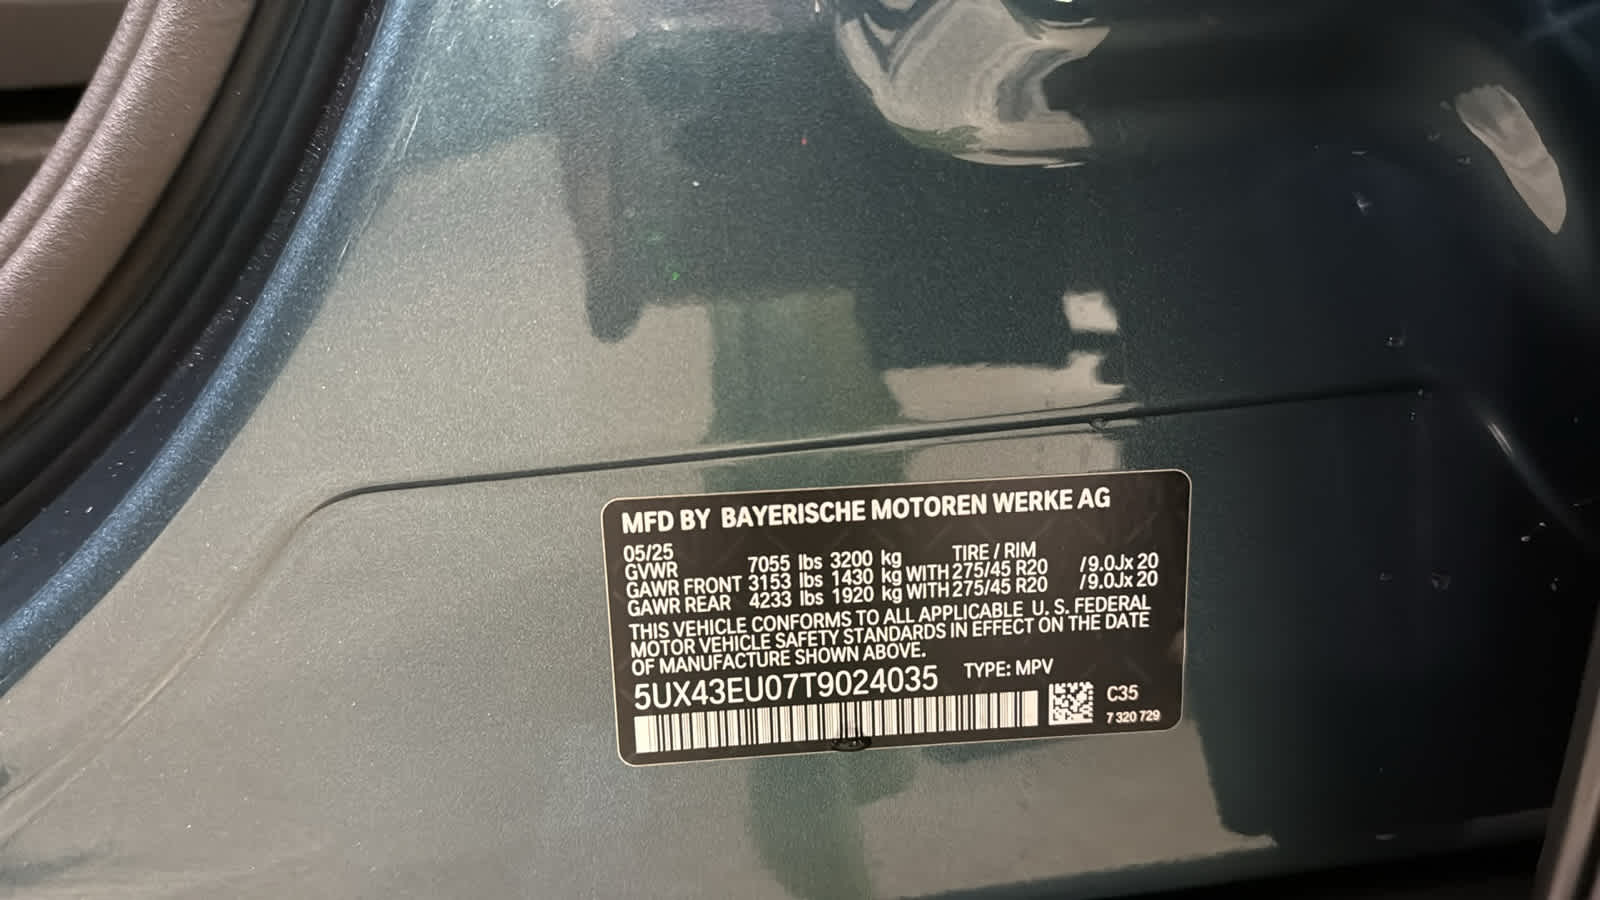 MFD BY BAYERISCHE MOTOREN WERKE AG
05/25 TIRE / RIM
GVWR 7055 lbs 3200 kg
GAWR FRONT 3153 lbs 1430 kg WITH 275/45 R20 /9.0Jx 20
GAWR REAR 4233 lbs 1920 kg WITH 275/45 R20 /9.0Jx 20
THIS VEHICLE CONFORMS TO ALL APPLICABLE U. S. FEDERAL
MOTOR VEHICLE SAFETY STANDARDS IN EFFECT ON THE DATE
OF MANUFACTURE SHOWN ABOVE.
5UX43EU07T9024035 TYPE: MPV
C35
7 320 729